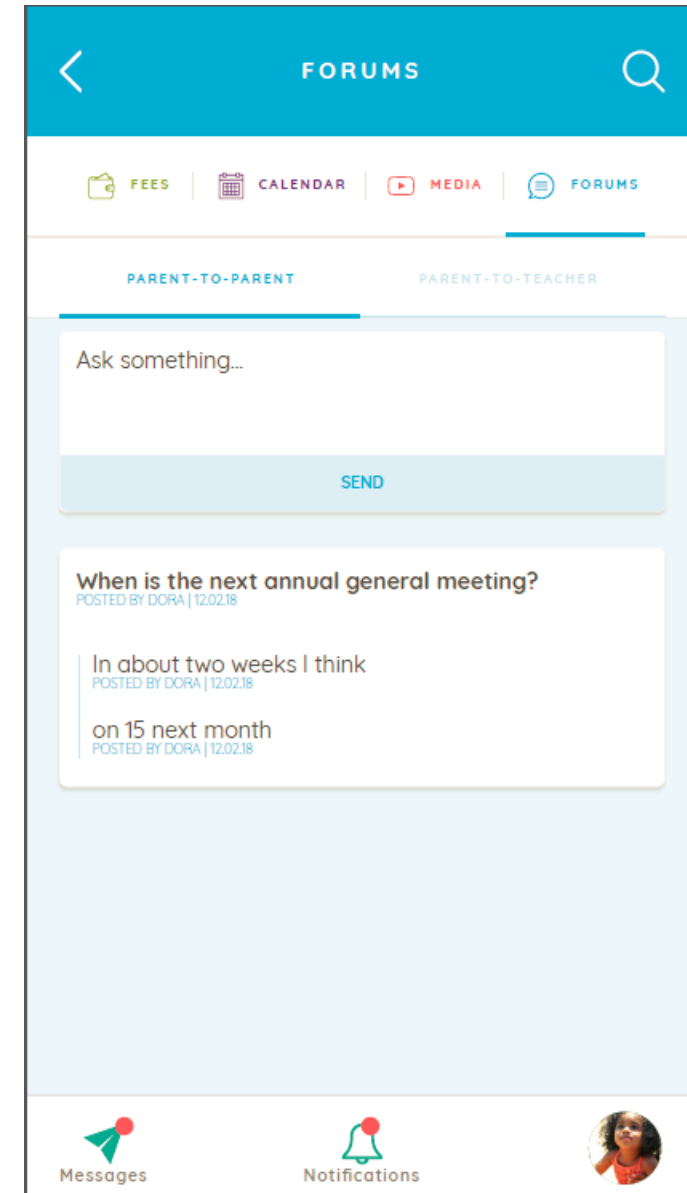 FORUMS
FEES CALENDAR MEDIA FORUMS
PARENT-TO-PARENT PARENT-TO-TEACHER
Ask something...
SEND
When is the next annual general meeting?
POSTED BY DORA | 12.02.18
In about two weeks I think
POSTED BY DORA | 12.02.18
on 15 next month
POSTED BY DORA | 12.02.18
Messages Notifications